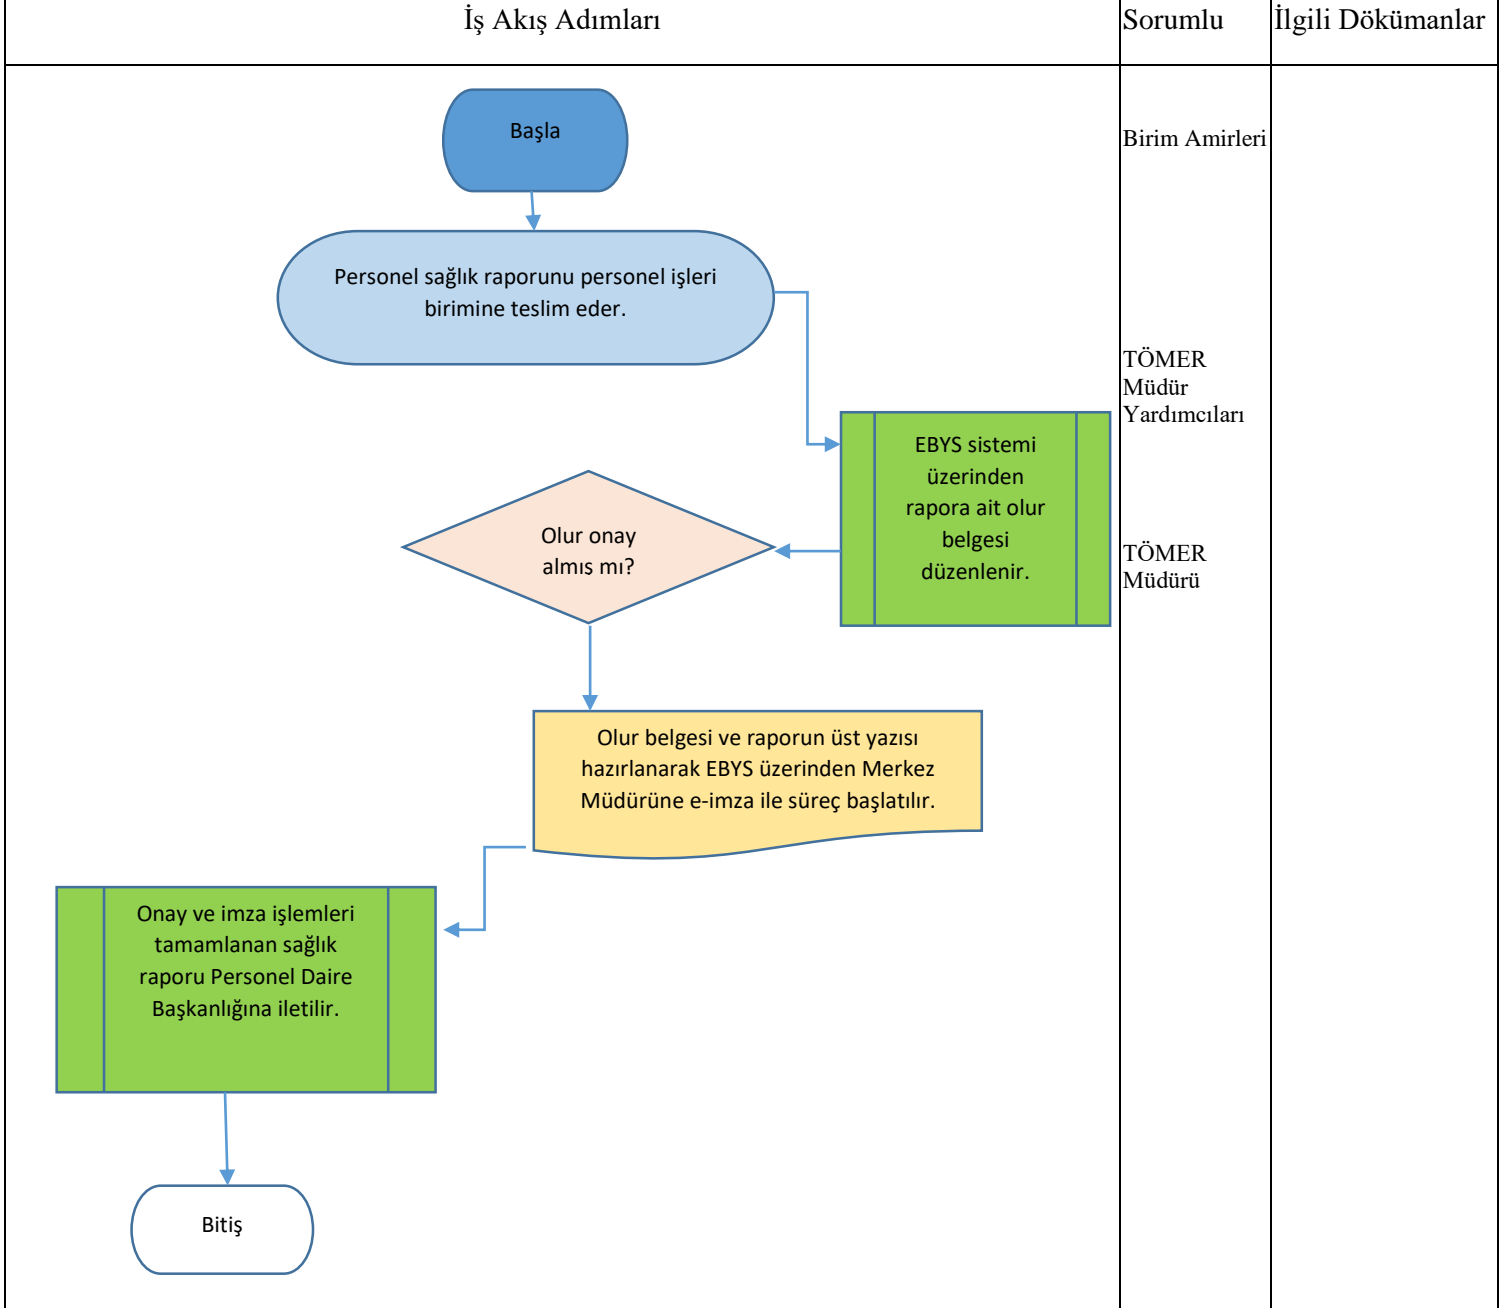 İş Akış Adımları
Sorumlu
İlgili Dökümanlar
Başla
Birim Amirleri
Personel sağlık raporunu personel işleri
birimine teslim eder.
TÖMER
Müdür
Yardımcıları
EBYS sistemi
üzerinden
rapora ait olur
belgesi
düzenlenir.
Olur onay
almış mı?
TÖMER
Müdürü
Olur belgesi ve raporun üst yazısı
hazırlanarak EBYS üzerinden Merkez
Müdürüne e-imza ile süreç başlatılır.
Onay ve imza işlemleri
tamamlanan sağlık
raporu Personel Daire
Başkanlığına iletilir.
Bitiş